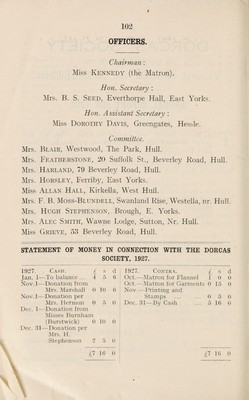 102
OFFICERS.
Chairman :
Miss KENNEDY (the Matron).
Hon. Secretary :
Mrs. B. S. SEED, Everthorpe Hall, East Yorks.
Hon. Assistant Secretary :
Miss DOROTHY DAVIS, Greengates, Hessle.
Committee.
Mrs. BLAIR, Westwood, The Park, Hull.
Mrs. FEATHERSTONE, 20 Suffolk St., Beverley Road, Hull.
Mrs. HARLAND, 79 Beverley Road, Hull.
Mrs. HORSLEY, Ferriby, East Yorks.
Miss ALLAN HALL, Kirkella, West Hull.
Mrs. F. B. MOSS-BLUNDELL, Swanland Rise, Westella, nr. Hull.
Mrs. HUGH STEPHENSON, Brough, E. Yorks.
Mrs. ALEC SMITH, Wawne Lodge, Sutton, Nr. Hull.
Miss GRIEVE, 53 Beverley Road, Hull.
STATEMENT OF MONEY IN CONNECTION WITH THE DORCAS
SOCIETY, 1927.
1927. CASH. £ s d
Jan. 1—To balance ... 4 5 6
Nov.1—Donation from
Mrs. Marshall 0 10 0
Nov.1—Donation per
Mrs. Hermon 0 5 0
Dec. 1—Donation from
Misses Burnham
(Burstwick) 0 10 0
Dec. 31—Donation per
Mrs. H.
Stephenson 2 5 0
£7 16 0
1927. CONTRA. £ s d
Oct.—Matron for Flannel 1 0 0
Oct.—Matron for Garments 0 15 0
Nov.—Printing and
Stamps ... 0 5 0
Dec. 31—By Cash ... 5 16 0
£7 16 0